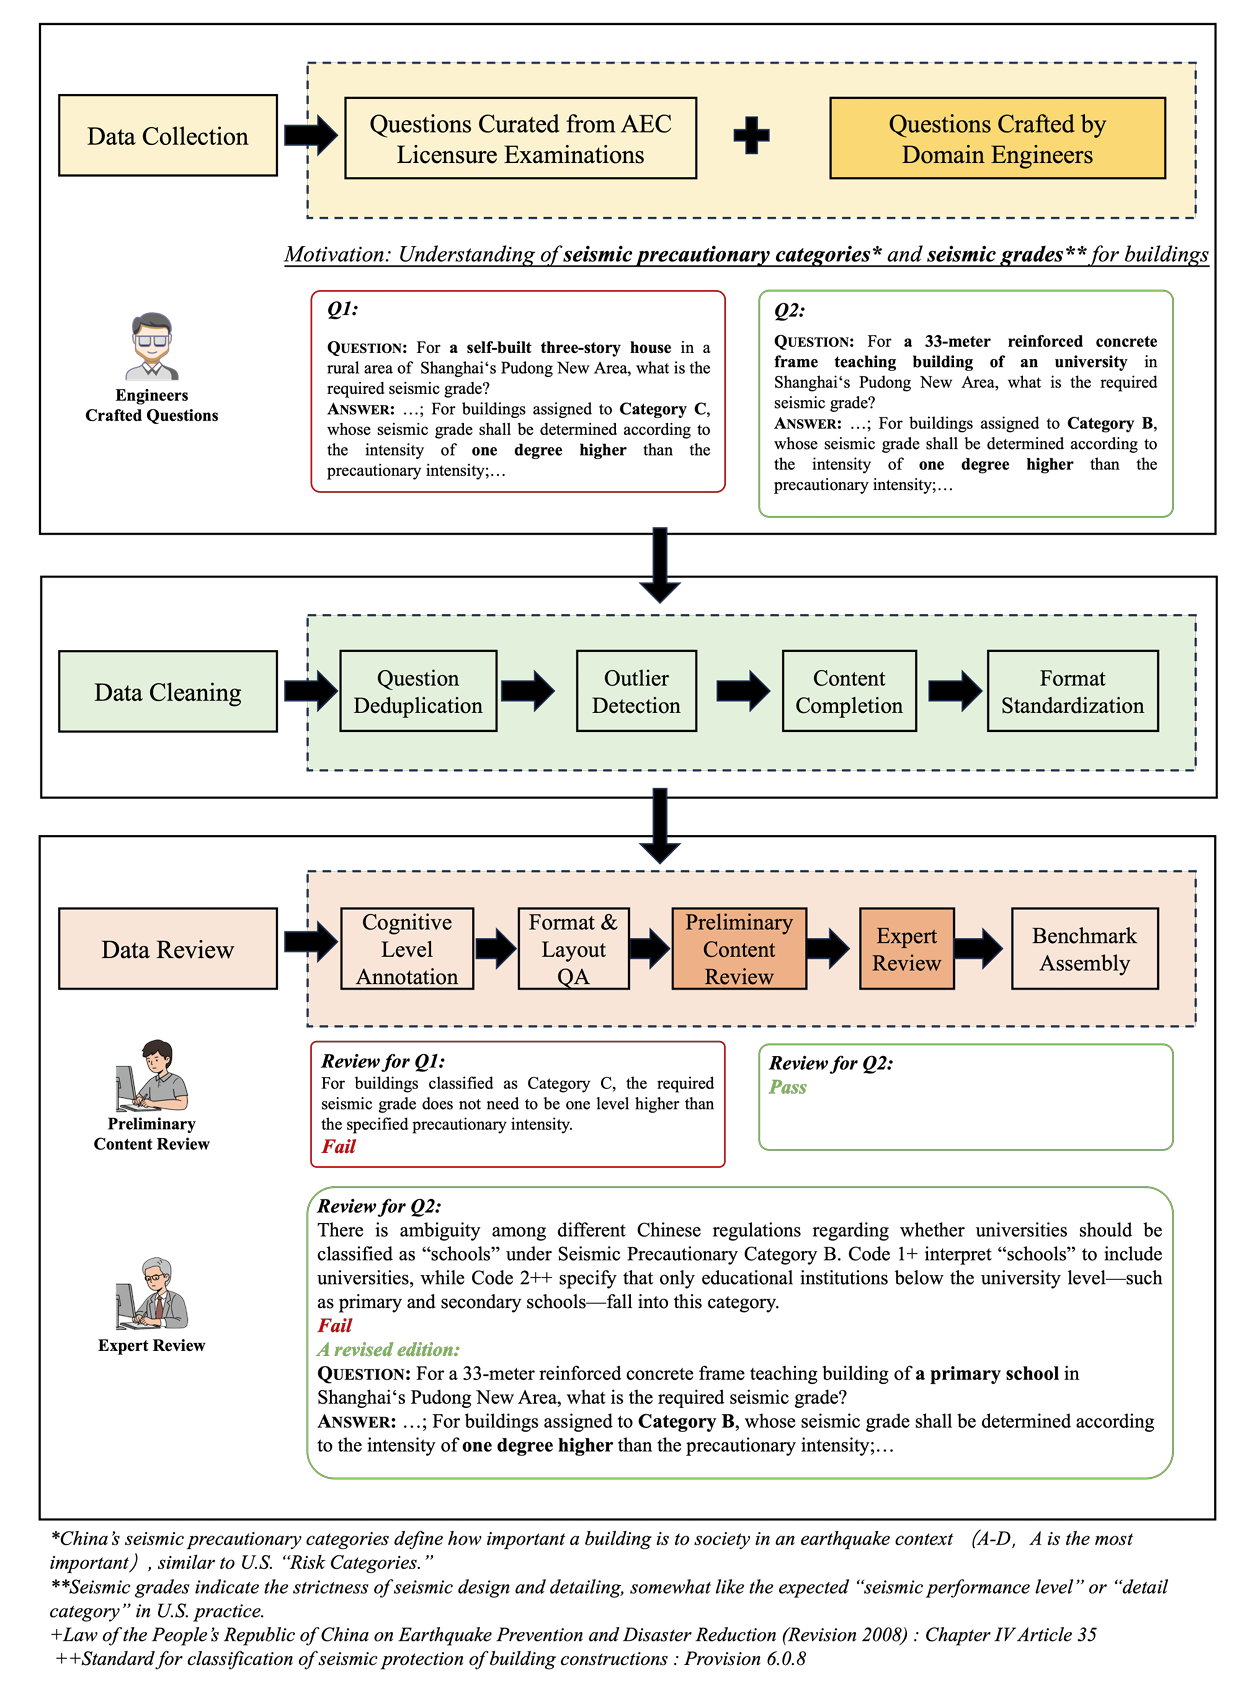 Data Collection
Questions Curated from AEC
Licensure Examinations
Questions Crafted by
Domain Engineers
Motivation: Understanding of seismic precautionary categories* and seismic grades** for buildings
Engineers
Crafted Questions
Q1:
QUESTION: For a self-built three-story house in a
rural area of Shanghai‘s Pudong New Area, what is the
required seismic grade?
ANSWER: …; For buildings assigned to Category C,
whose seismic grade shall be determined according to
the intensity of one degree higher than the
precautionary intensity;…
Q2:
QUESTION: For a 33-meter reinforced concrete
frame teaching building of an university in
Shanghai‘s Pudong New Area, what is the required
seismic grade?
ANSWER: …; For buildings assigned to Category B,
whose seismic grade shall be determined according to
the intensity of one degree higher than the
precautionary intensity;…
Data Cleaning
Question
Deduplication
Outlier
Detection
Content
Completion
Format
Standardization
Data Review
Cognitive
Level
Annotation
Format &
Layout
QA
Preliminary
Content
Review
Expert
Review
Benchmark
Assembly
Preliminary
Content Review
Review for Q1:
For buildings classified as Category C, the required
seismic grade does not need to be one level higher than
the specified precautionary intensity.
Fail
Review for Q2:
Pass
Expert Review
Review for Q2:
There is ambiguity among different Chinese regulations regarding whether universities should be
classified as “schools” under Seismic Precautionary Category B. Code 1+ interpret “schools” to include
universities, while Code 2++ specify that only educational institutions below the university level—such
as primary and secondary schools—fall into this category.
Fail
A revised edition:
QUESTION: For a 33-meter reinforced concrete frame teaching building of a primary school in
Shanghai‘s Pudong New Area, what is the required seismic grade?
ANSWER: …; For buildings assigned to Category B, whose seismic grade shall be determined according
to the intensity of one degree higher than the precautionary intensity;…
*China’s seismic precautionary categories define how important a building is to society in an earthquake context （A-D, A is the most
important）, similar to U.S. “Risk Categories.”
**Seismic grades indicate the strictness of seismic design and detailing, somewhat like the expected “seismic performance level” or “detail
category” in U.S. practice.
+Law of the People’s Republic of China on Earthquake Prevention and Disaster Reduction (Revision 2008) : Chapter IV Article 35
++Standard for classification of seismic protection of building constructions : Provision 6.0.8